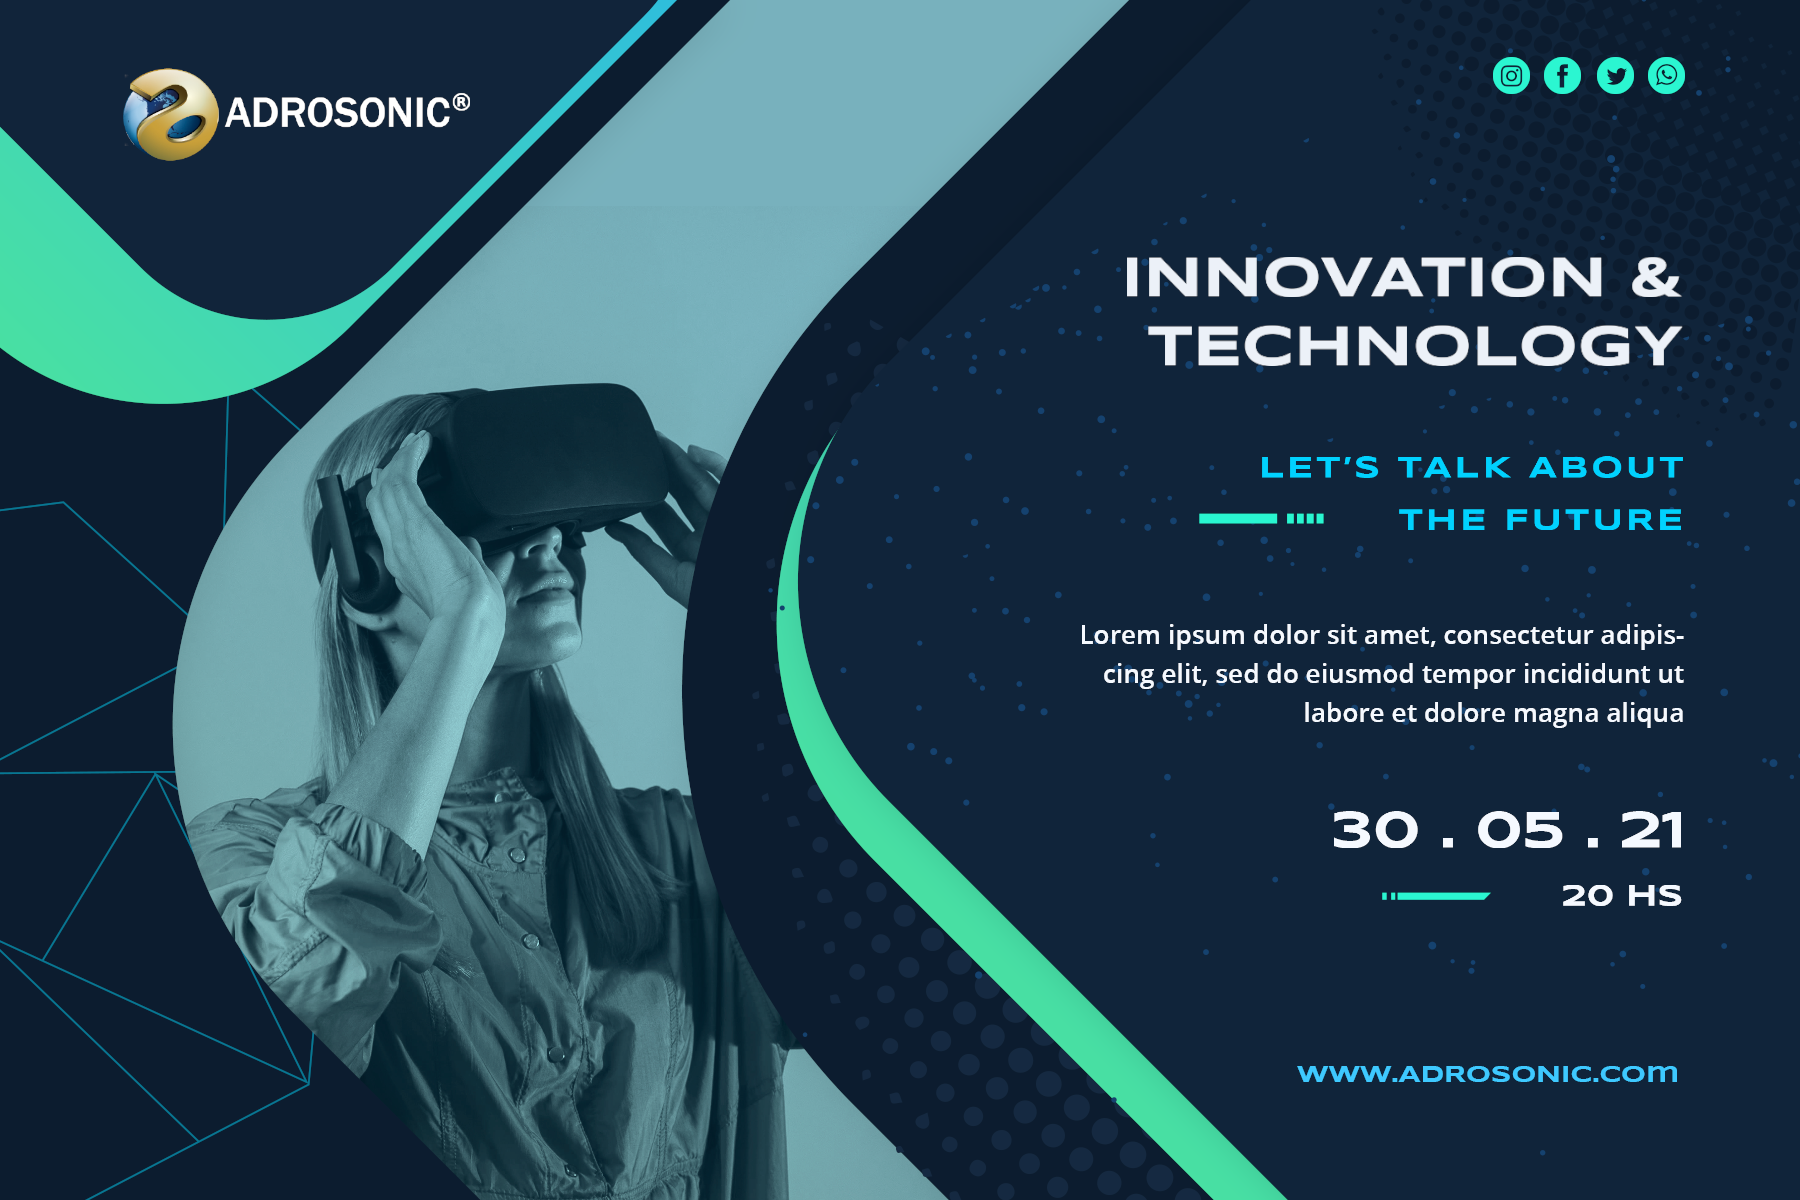 ADROSONIC®
INNOVATION &
TECHNOLOGY
LET'S TALK ABOUT
THE FUTURE
Lorem ipsum dolor sit amet, consectetur adipis-
cing elit, sed do eiusmod tempor incididunt ut
labore et dolore magna aliqua
30 . 05 . 21
20 HS
www.ADROSONIC.com